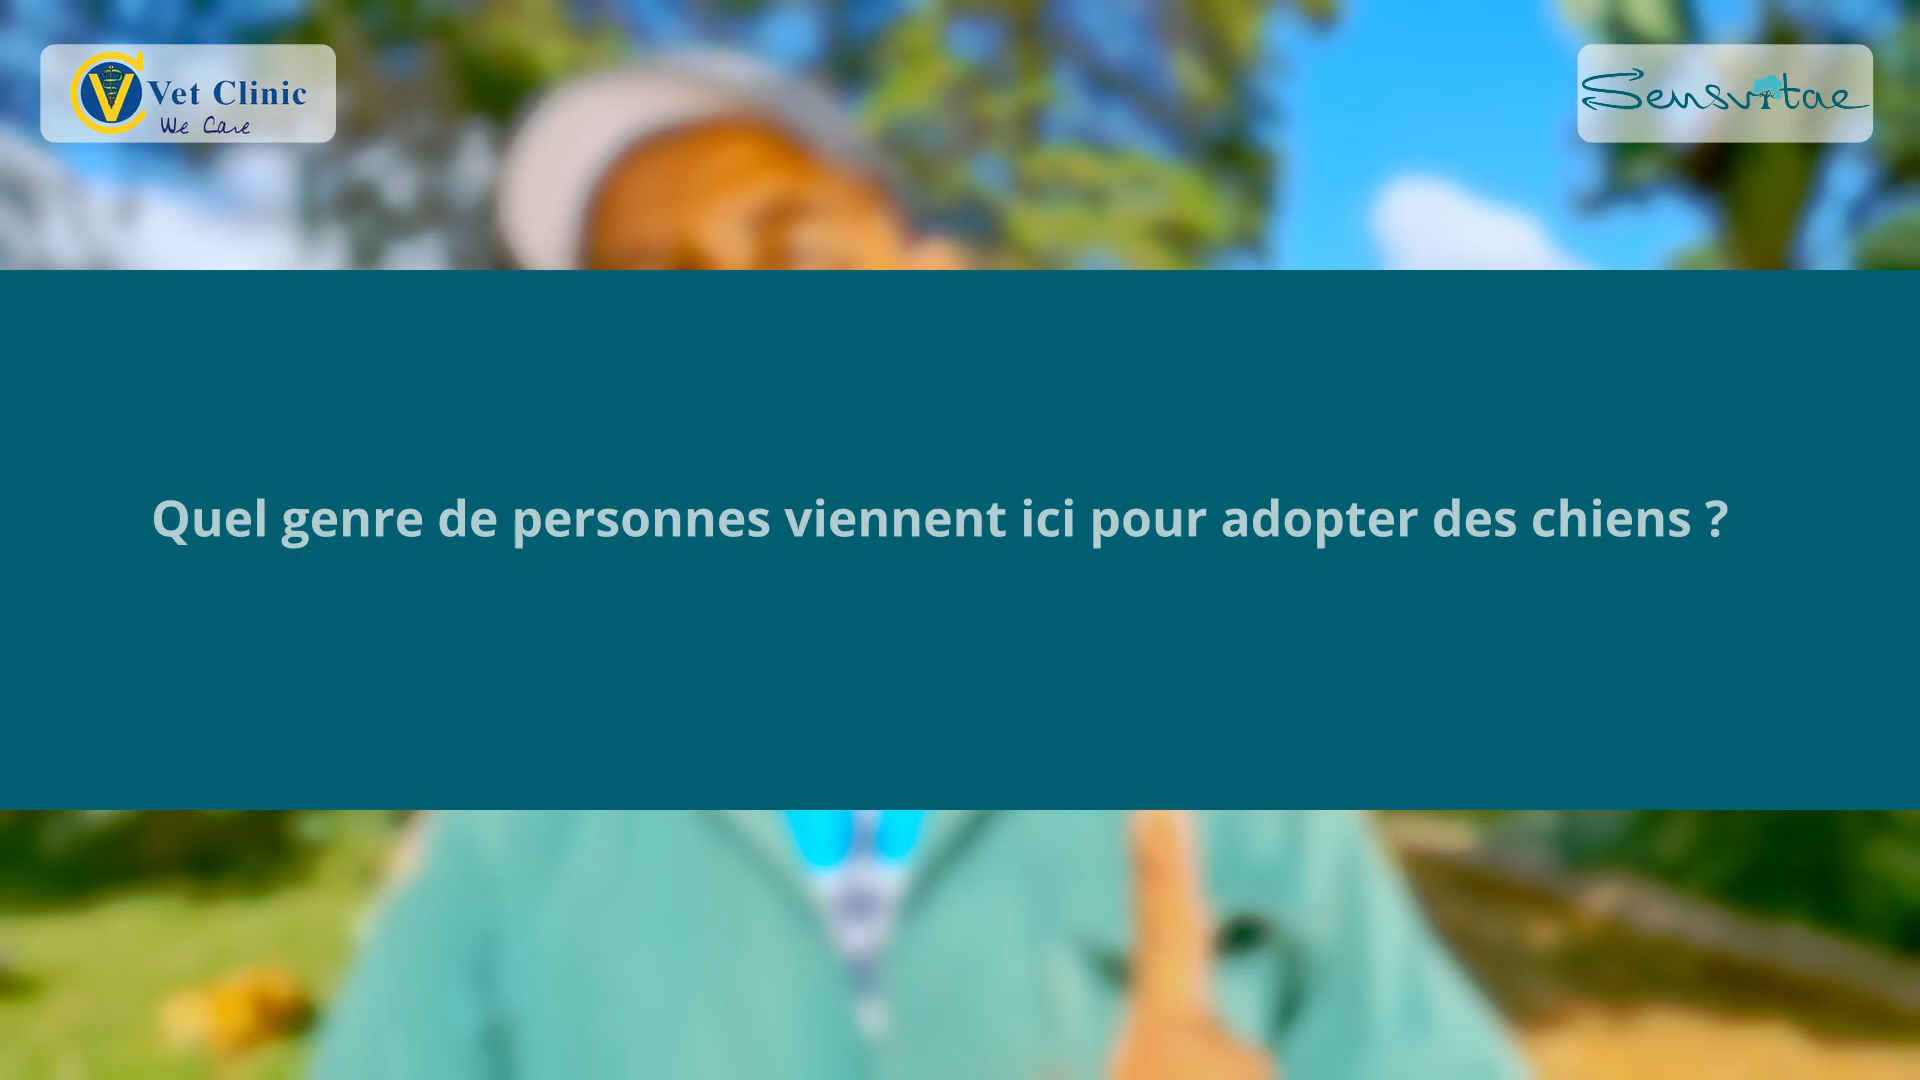 Vet Clinic
We Care
Sensvitae
Quel genre de personnes viennent ici pour adopter des chiens ?